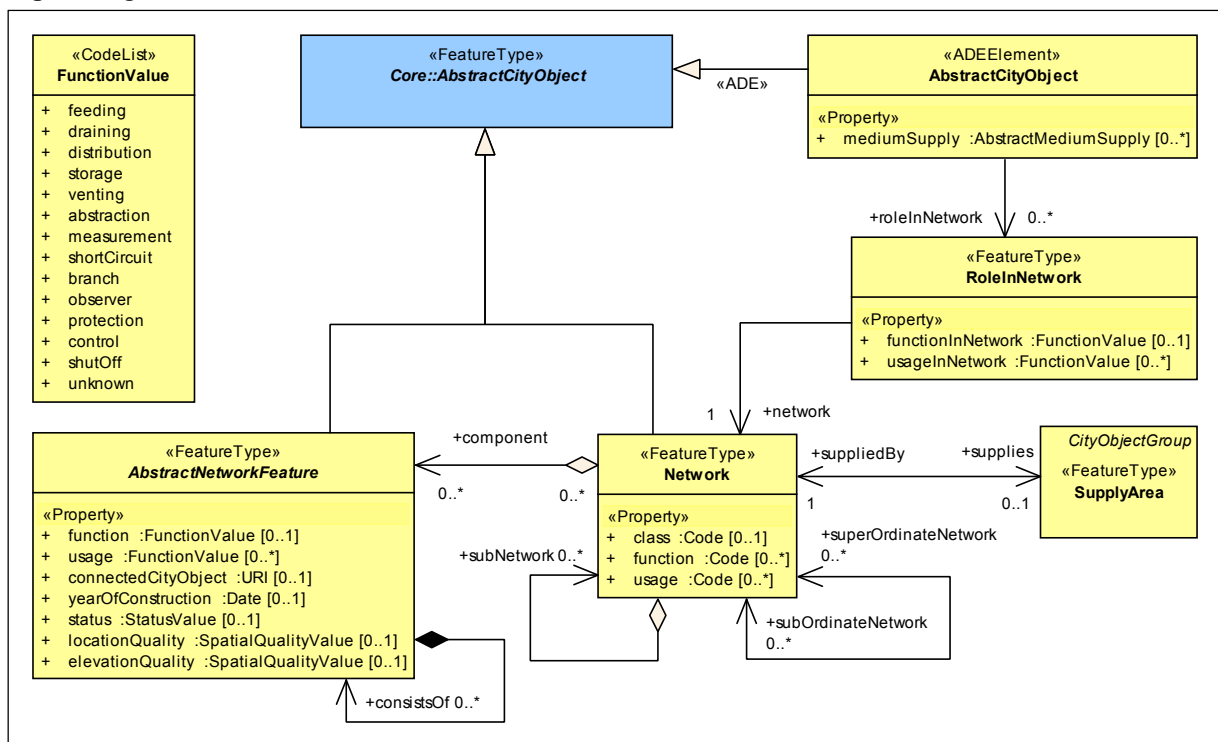 «CodeList»
FunctionValue
+ feeding
+ draining
+ distribution
+ storage
+ venting
+ abstraction
+ measurement
+ shortCircuit
+ branch
+ observer
+ protection
+ control
+ shutOff
+ unknown
«FeatureType»
Core::AbstractCityObject
«ADE»
«ADEElement»
AbstractCityObject
«Property»
+ mediumSupply :AbstractMediumSupply [0..*]
+roleInNetwork 0..*
«FeatureType»
RoleInNetwork
«Property»
+ functionInNetwork :FunctionValue [0..1]
+ usageInNetwork :FunctionValue [0..*]
1 +network
«FeatureType»
AbstractNetworkFeature
«Property»
+ function :FunctionValue [0..1]
+ usage :FunctionValue [0..*]
+ connectedCityObject :URI [0..1]
+ yearOfConstruction :Date [0..1]
+ status :StatusValue [0..1]
+ locationQuality :SpatialQualityValue [0..1]
+ elevationQuality :SpatialQualityValue [0..1]
+consistsOf 0..*
+component
0..* 0..*
«FeatureType»
Network
«Property»
+ class :Code [0..1]
+ function :Code [0..*]
+ usage :Code [0..*]
+subNetwork 0..*
+suppliedBy +supplies
1 0..1
+superOrdinateNetwork
0..*
+subOrdinateNetwork
0..*
CityObjectGroup
«FeatureType»
SupplyArea